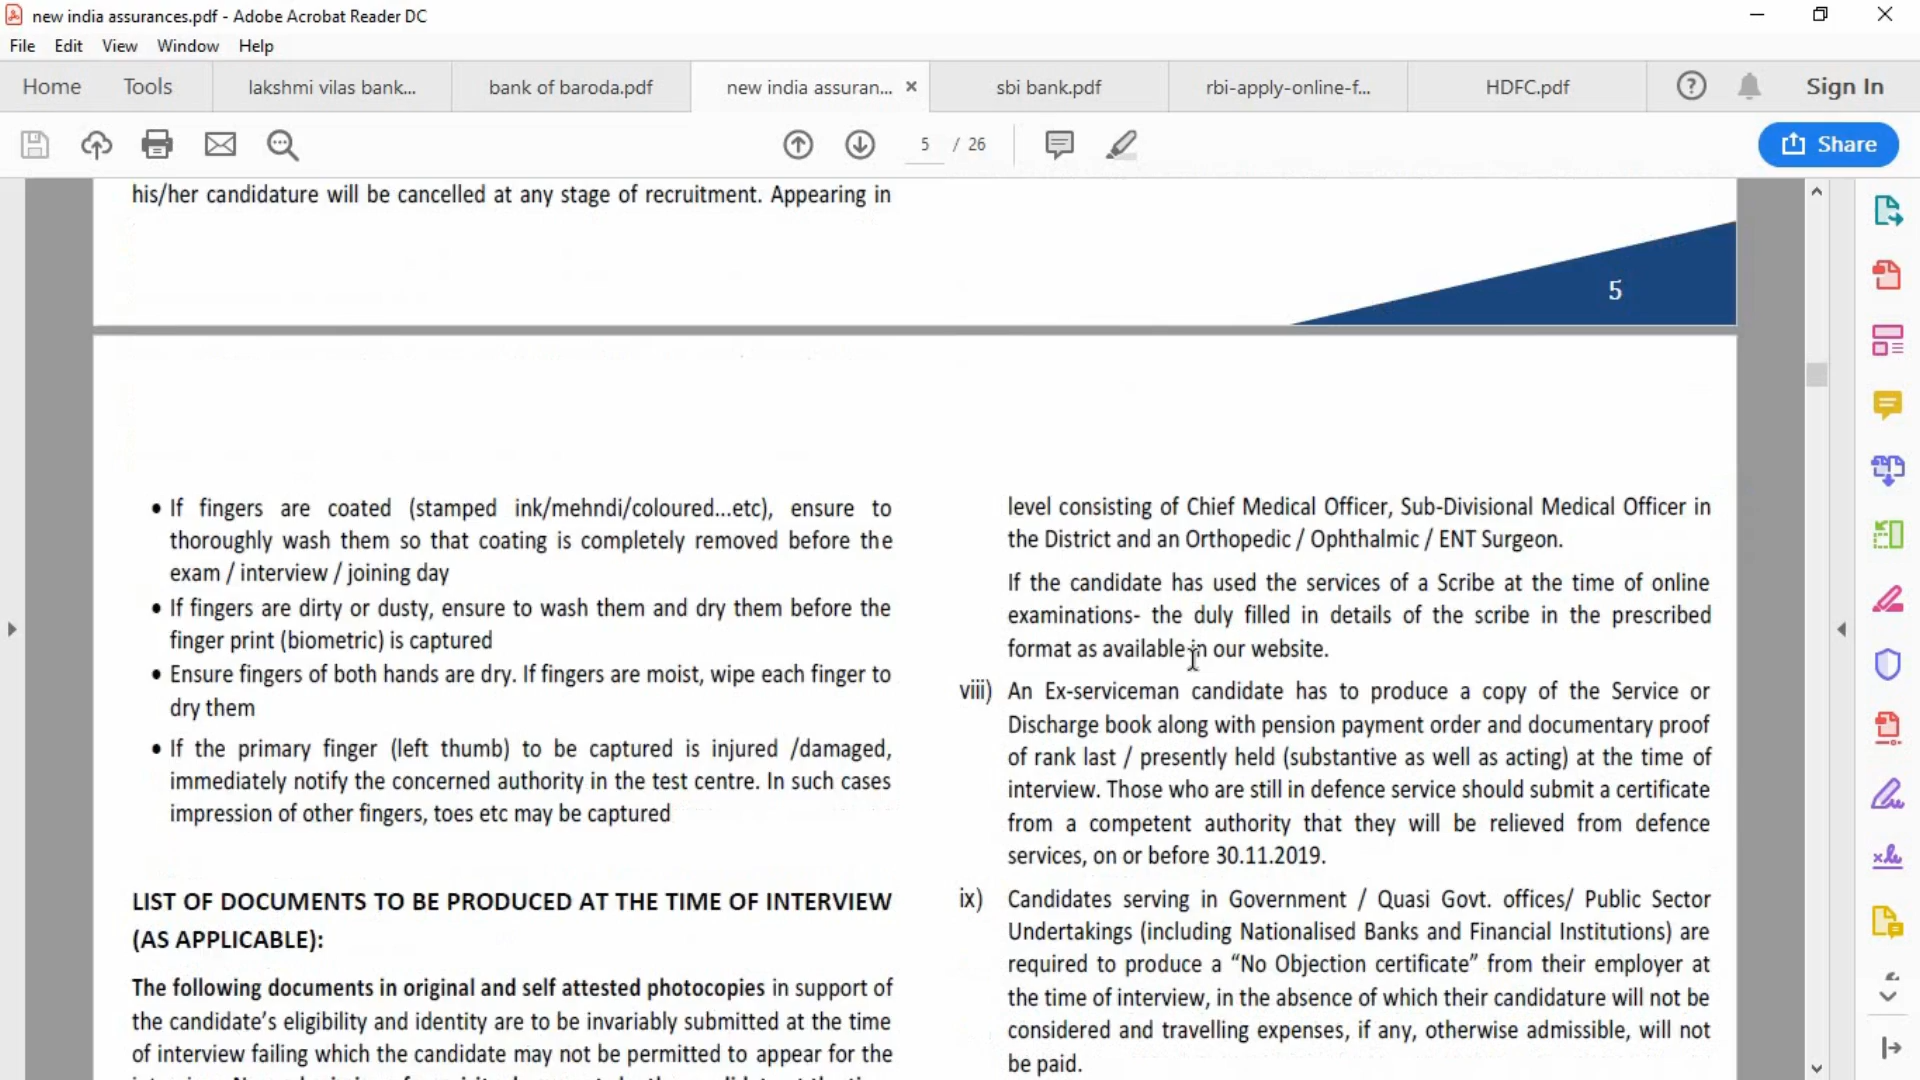 new india assurances.pdf - Adobe Acrobat Reader DC
File Edit View Window Help
Home Tools lakshmi vilas bank... bank of baroda.pdf new india assuran... × sbi bank.pdf rbi-apply-online-f... HDFC.pdf Sign In
5 / 26 Share
his/her candidature will be cancelled at any stage of recruitment. Appearing in
5
• If fingers are coated (stamped ink/mehndi/coloured...etc), ensure to
thoroughly wash them so that coating is completely removed before the
exam / interview / joining day
• If fingers are dirty or dusty, ensure to wash them and dry them before the
finger print (biometric) is captured
• Ensure fingers of both hands are dry. If fingers are moist, wipe each finger to
dry them
• If the primary finger (left thumb) to be captured is injured /damaged,
immediately notify the concerned authority in the test centre. In such cases
impression of other fingers, toes etc may be captured
LIST OF DOCUMENTS TO BE PRODUCED AT THE TIME OF INTERVIEW
(AS APPLICABLE):
The following documents in original and self attested photocopies in support of
the candidate's eligibility and identity are to be invariably submitted at the time
of interview failing which the candidate may not be permitted to appear for the
level consisting of Chief Medical Officer, Sub-Divisional Medical Officer in
the District and an Orthopedic / Ophthalmic / ENT Surgeon.
If the candidate has used the services of a Scribe at the time of online
examinations- the duly filled in details of the scribe in the prescribed
format as available in our website.
viii) An Ex-serviceman candidate has to produce a copy of the Service or
Discharge book along with pension payment order and documentary proof
of rank last / presently held (substantive as well as acting) at the time of
interview. Those who are still in defence service should submit a certificate
from a competent authority that they will be relieved from defence
services, on or before 30.11.2019.
ix) Candidates serving in Government / Quasi Govt. offices/ Public Sector
Undertakings (including Nationalised Banks and Financial Institutions) are
required to produce a “No Objection certificate” from their employer at
the time of interview, in the absence of which their candidature will not be
considered and travelling expenses, if any, otherwise admissible, will not
be paid.